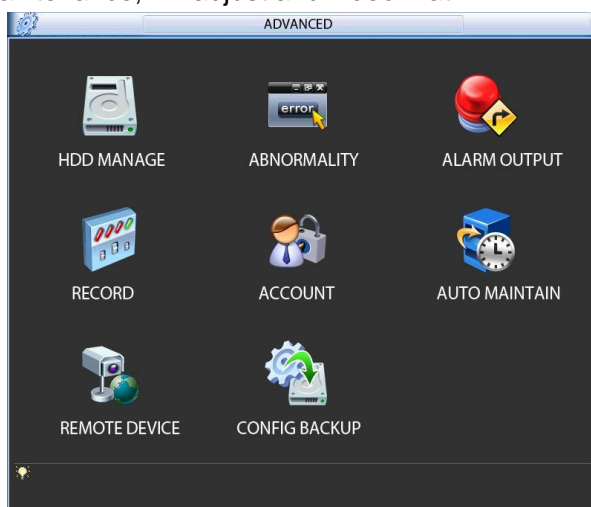 ADVANCED
error
HDD MANAGE ABNORMALITY ALARM OUTPUT
RECORD ACCOUNT AUTO MAINTAIN
REMOTE DEVICE CONFIG BACKUP